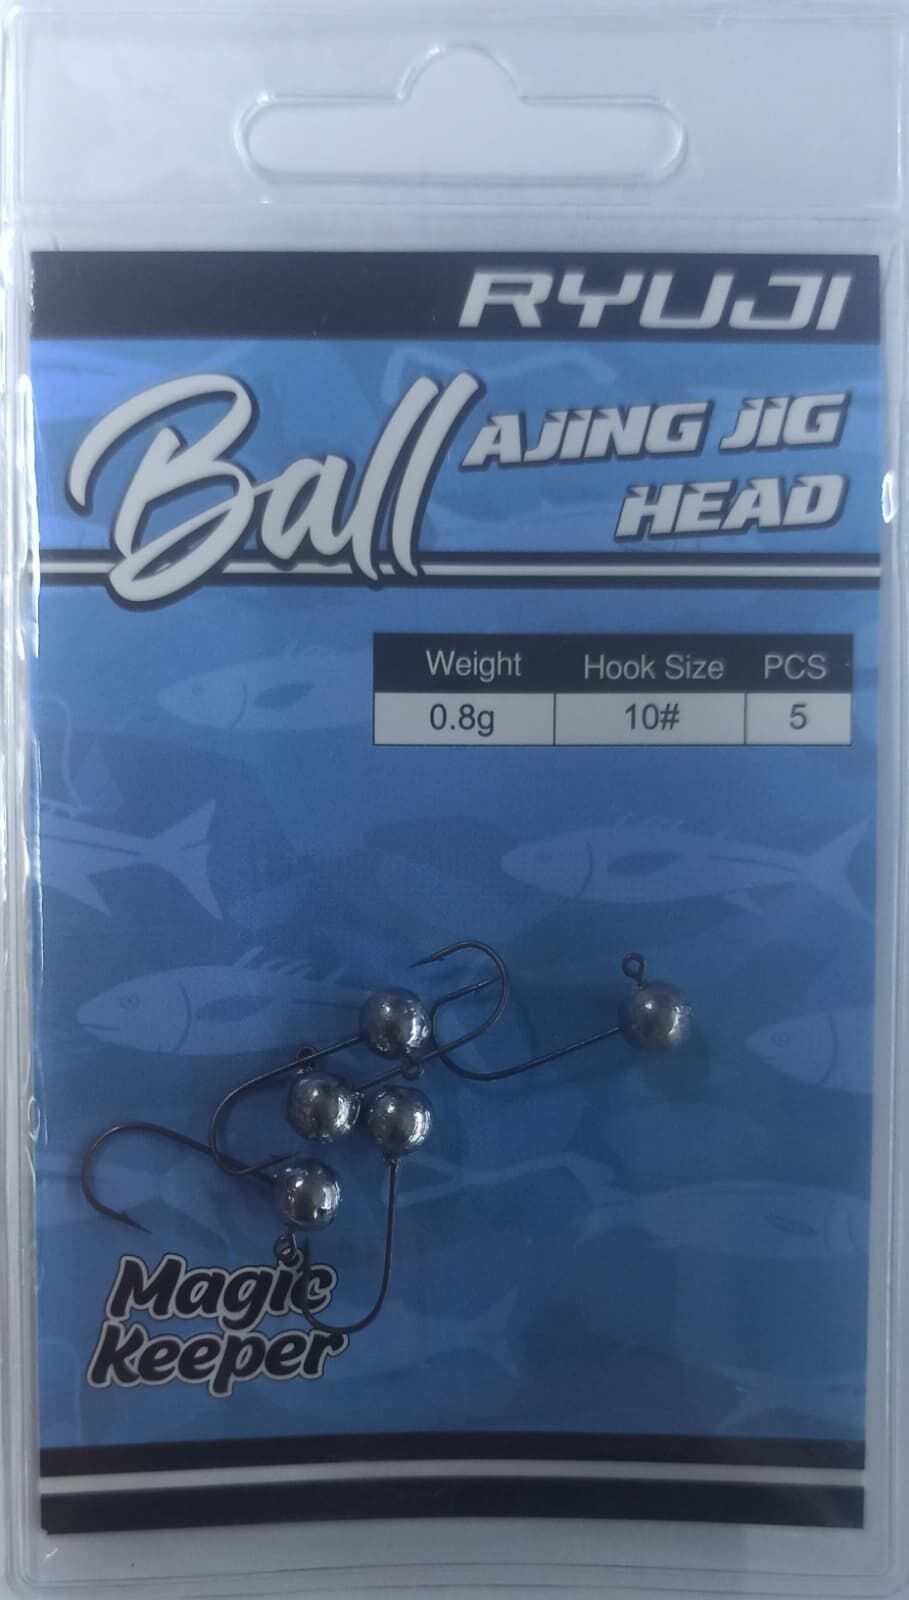 RYUJI
Ball AJING JIG
HEAD
Weight Hook Size PCS
0.8g 10# 5
Magic
Keeper